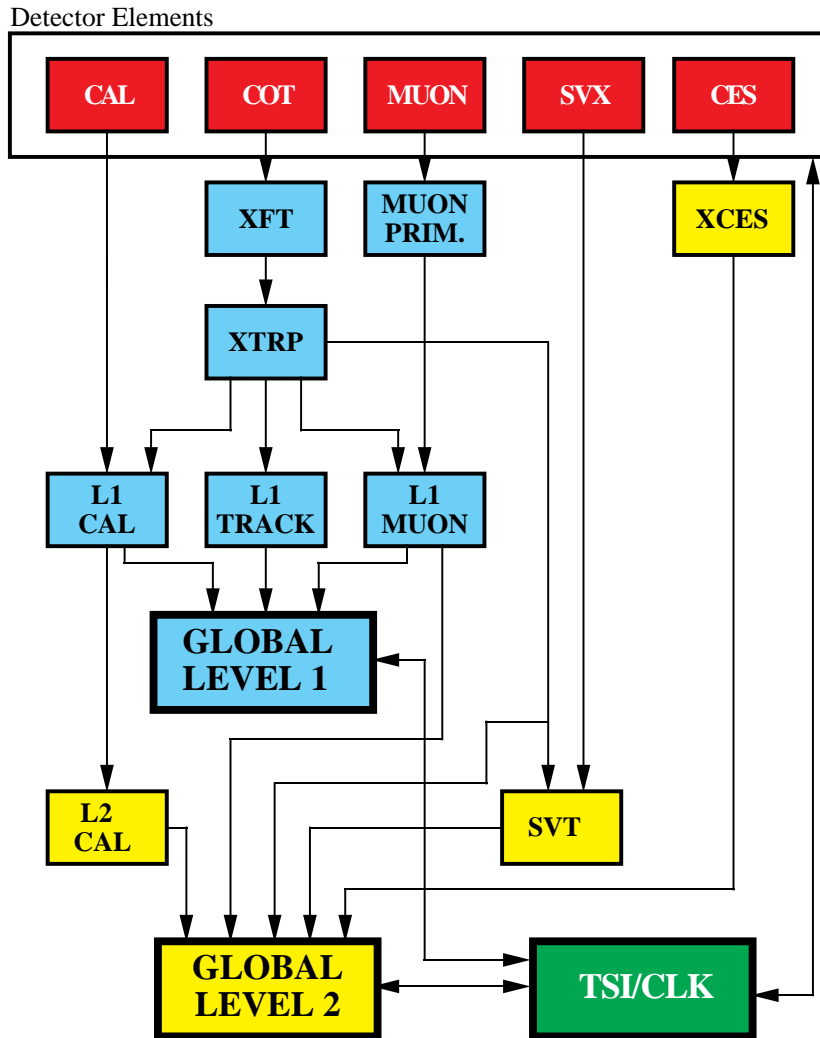 Detector Elements
CAL
COT
MUON
SVX
CES
XFT
MUON
PRIM.
XCES
XTRP
L1
CAL
L1
TRACK
L1
MUON
GLOBAL
LEVEL 1
L2
CAL
SVT
GLOBAL
LEVEL 2
TSI/CLK